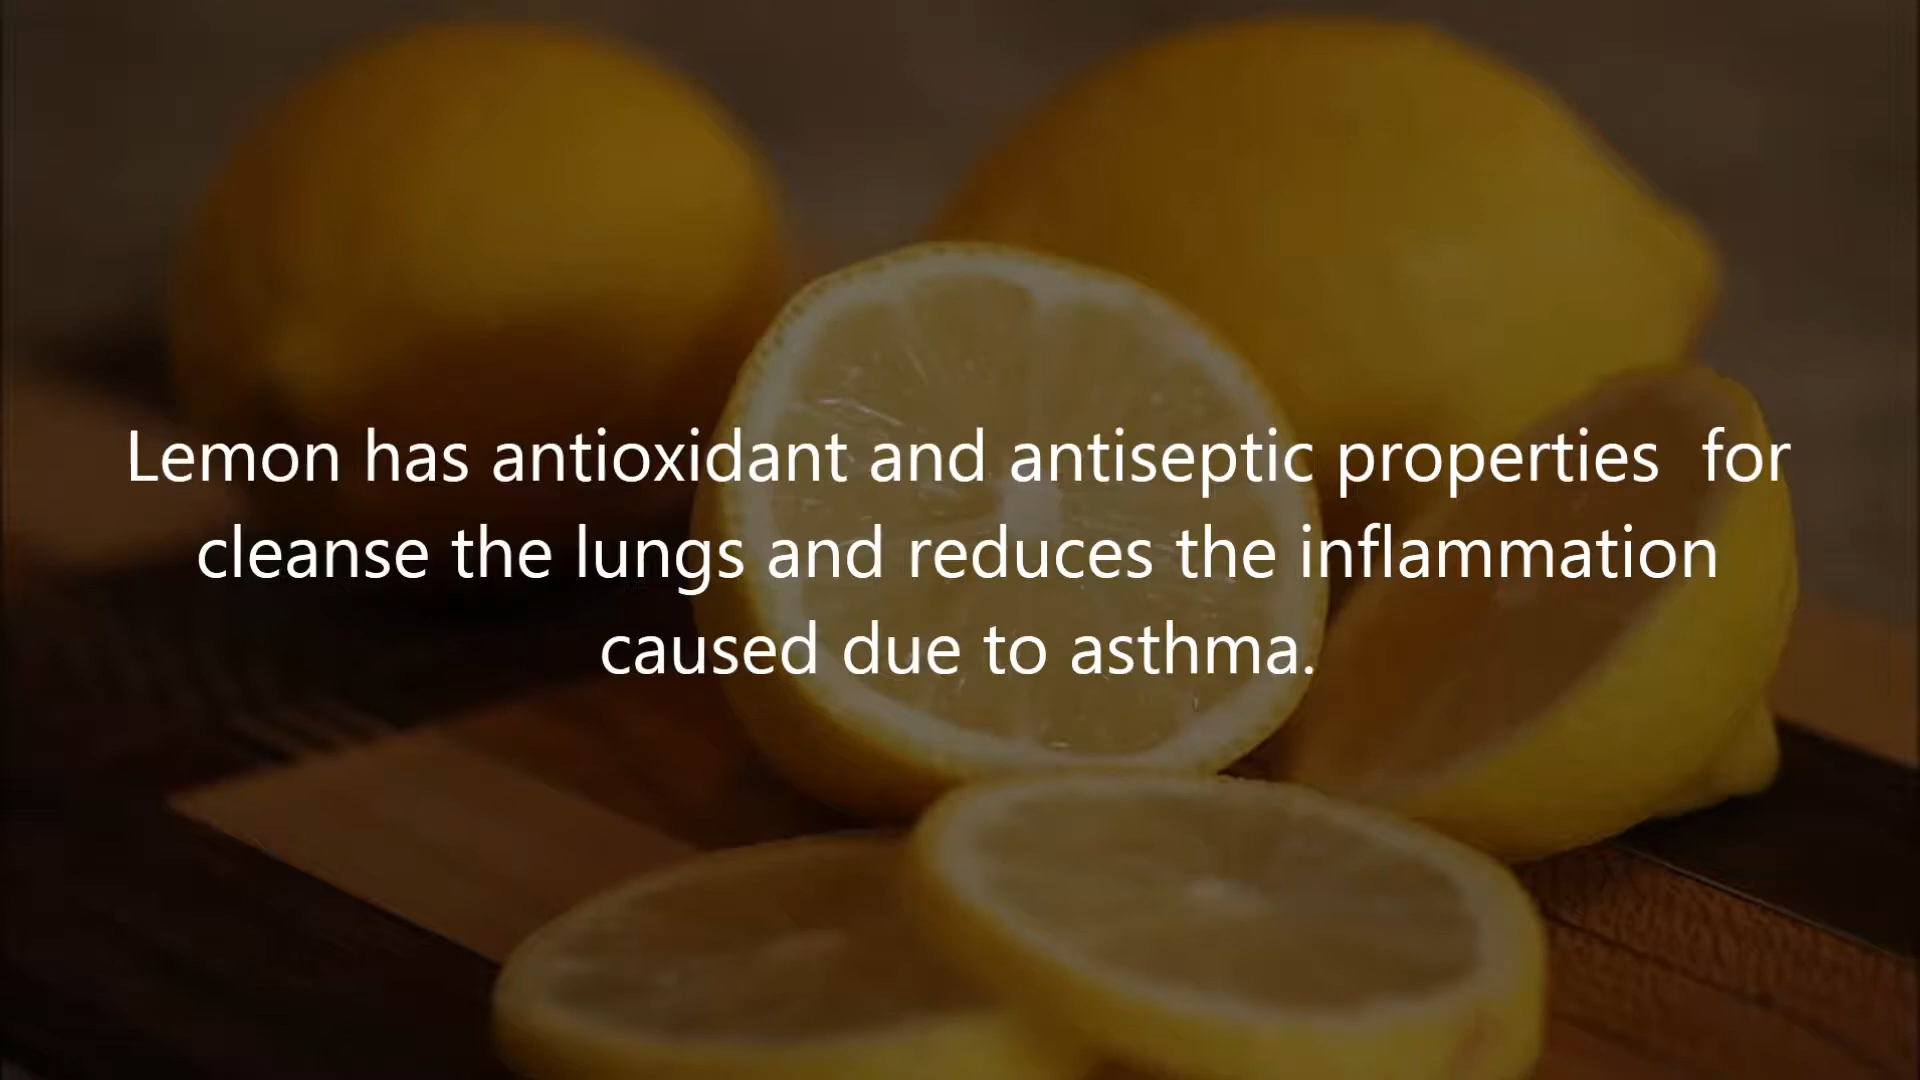 Lemon has antioxidant and antiseptic properties  for
cleanse the lungs and reduces the inflammation
caused due to asthma.